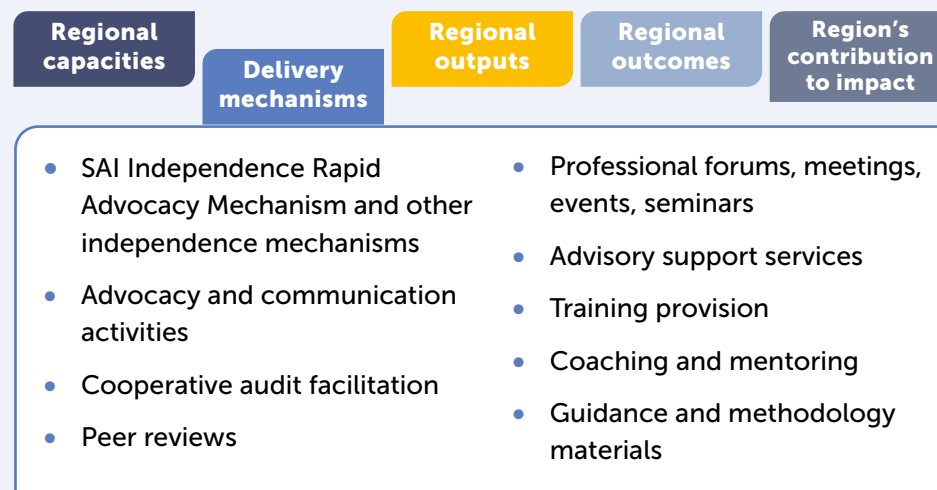 Regional
capacities
Delivery
mechanisms
Regional
outputs
Regional
outcomes
Region’s
contribution
to impact
• SAI Independence Rapid
Advocacy Mechanism and other
independence mechanisms
• Advocacy and communication
activities
• Cooperative audit facilitation
• Peer reviews
• Professional forums, meetings,
events, seminars
• Advisory support services
• Training provision
• Coaching and mentoring
• Guidance and methodology
materials